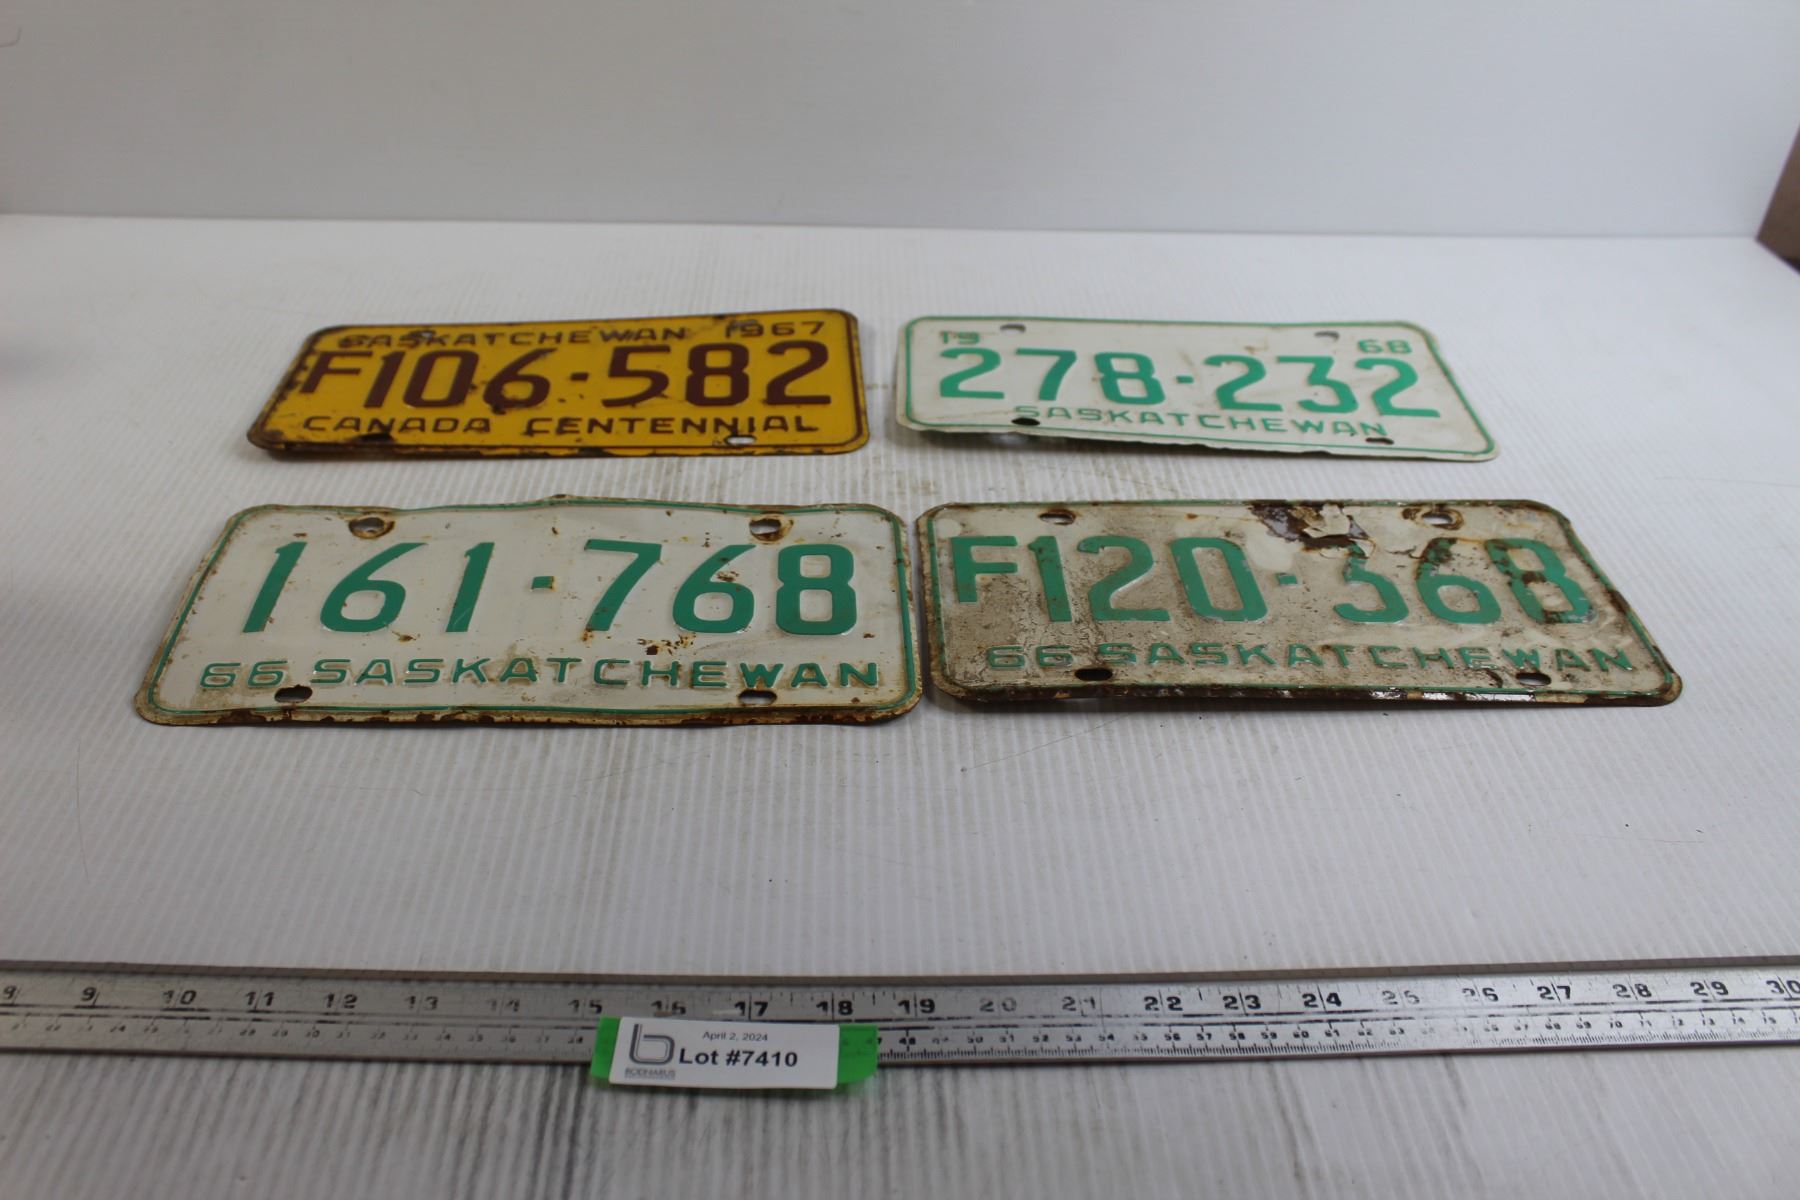 SASKATCHEWAN 1967
F106·582
CANADA CENTENNIAL
19 68
278·232
SASKATCHEWAN
161·768
66 SASKATCHEWAN
F120·368
66 SASKATCHEWAN
8 9 10 11 12 13 14 15 16 17 18 19 20 21 22 23 24 25 26 27 28 29 30
April 2, 2024
b Lot #7410
BODNARUS